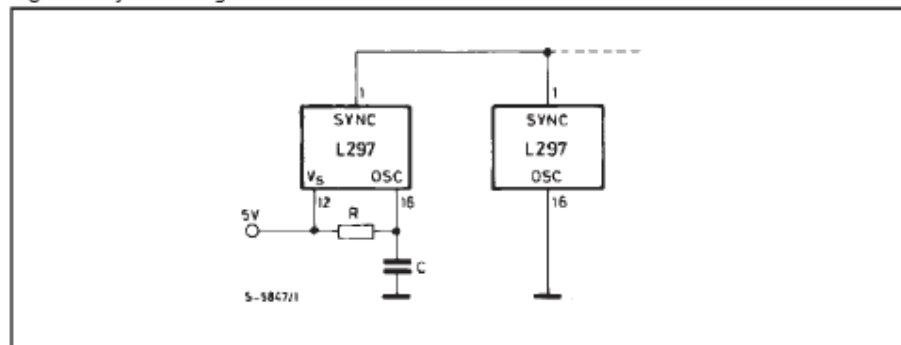 1
1
SYNC
SYNC
L297
L297
Vs
OSC
OSC
12
16
16
5V
R
C
S-5847/1